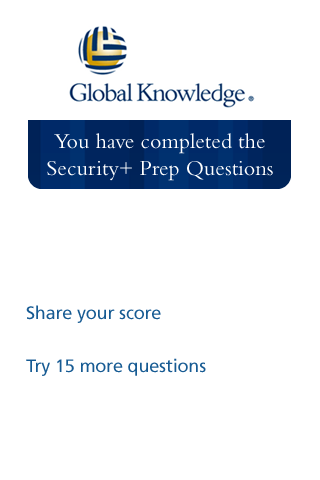 Global Knowledge®
You have completed the
Security+ Prep Questions
Share your score
Try 15 more questions